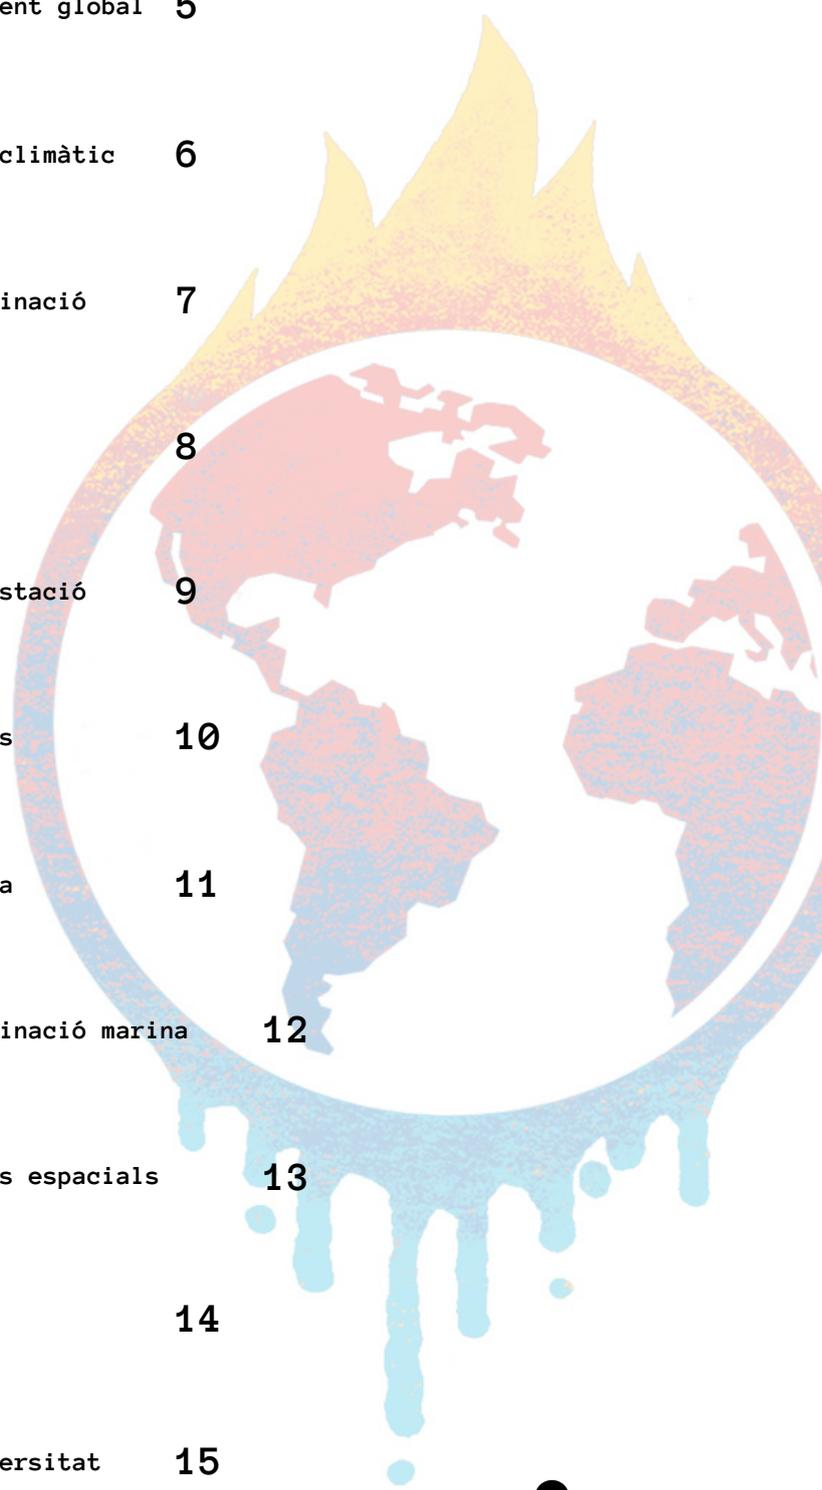 ent global 5
climàtic 6
inació 7
8
stació 9
s 10
a 11
inació marina 12
s espacials 13
14
ersitat 15